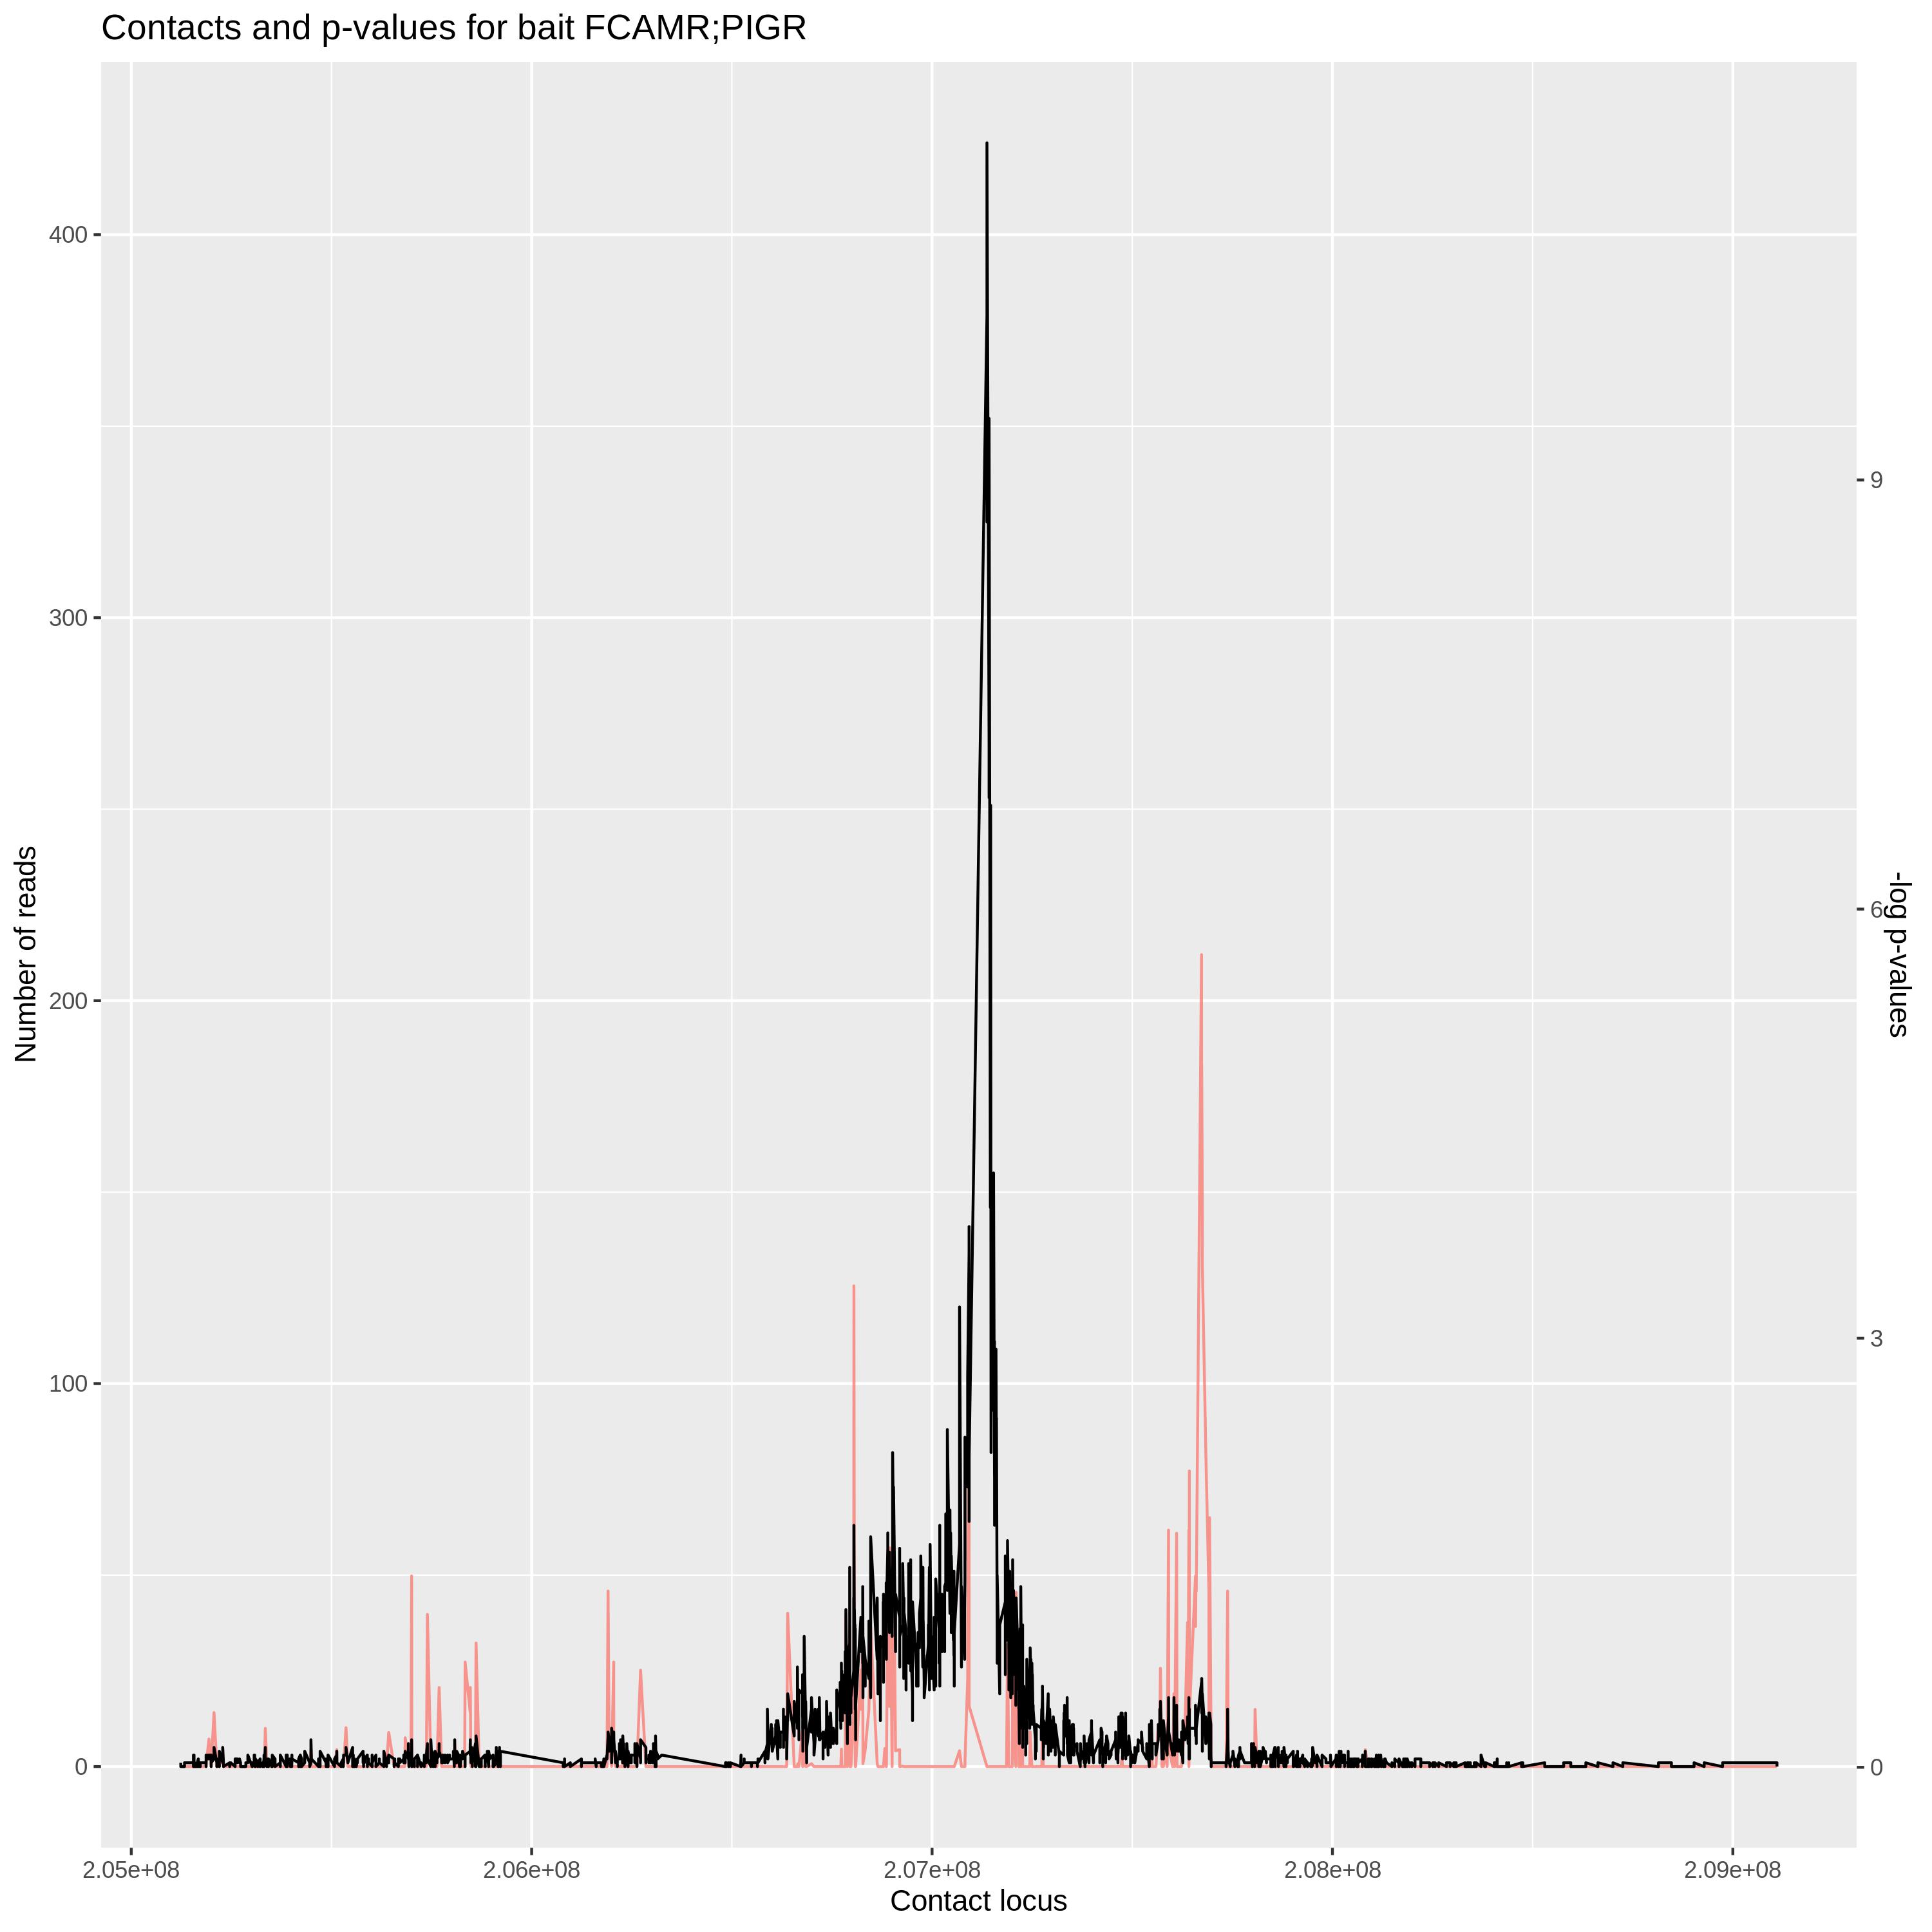 Contacts and p-values for bait FCAMR;PIGR
Number of reads
400
300
200
100
0
9
6
3
0
-log p-values
2.05e+08
2.06e+08
2.07e+08
2.08e+08
2.09e+08
Contact locus